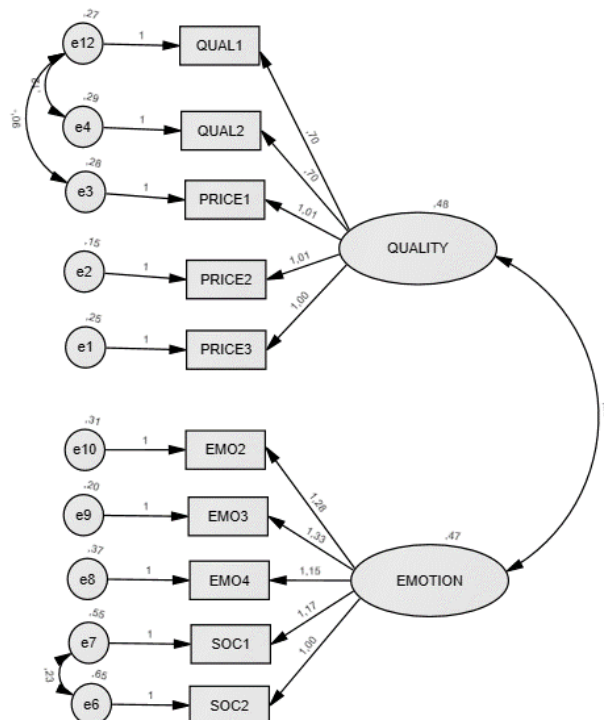 ,27
e12 1 QUAL1
,12
,29
e4 1 QUAL2
-,06
,28
e3 1 PRICE1
,15
e2 1 PRICE2
,25
e1 1 PRICE3
,70
,70
1,01
1,01
1,00
,48
QUALITY
,31
e10 1 EMO2
,20
e9 1 EMO3
,37
e8 1 EMO4
,55
e7 1 SOC1
,23
,65
e6 1 SOC2
1,28
1,33
1,15
1,17
1,00
,47
EMOTION